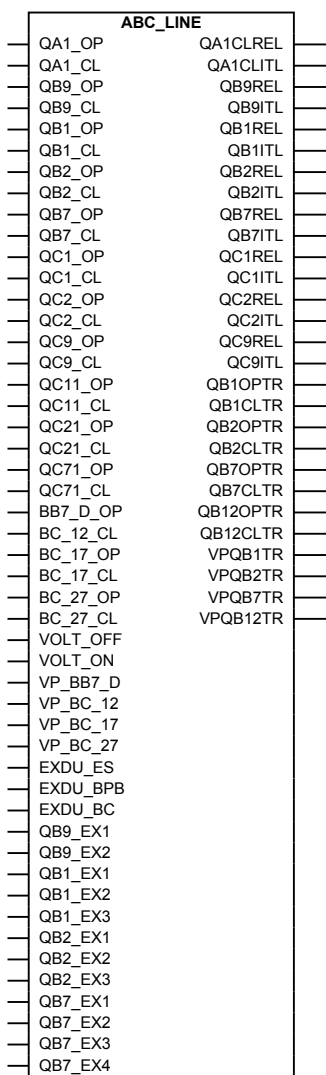 ABC_LINE
QA1_OP QA1CLREL
QA1_CL QA1CLITL
QB9_OP QB9REL
QB9_CL QB9ITL
QB1_OP QB1REL
QB1_CL QB1ITL
QB2_OP QB2REL
QB2_CL QB2ITL
QB7_OP QB7REL
QB7_CL QB7ITL
QC1_OP QC1REL
QC1_CL QC1ITL
QC2_OP QC2REL
QC2_CL QC2ITL
QC9_OP QC9REL
QC9_CL QC9ITL
QC11_OP QB1OPTR
QC11_CL QB1CLTR
QC21_OP QB2OPTR
QC21_CL QB2CLTR
QC71_OP QB7OPTR
QC71_CL QB7CLTR
BB7_D_OP QB12OPTR
BC_12_CL QB12CLTR
BC_17_OP VPQB1TR
BC_17_CL VPQB2TR
BC_27_OP VPQB7TR
BC_27_CL VPQB12TR
VOLT_OFF
VOLT_ON
VP_BB7_D
VP_BC_12
VP_BC_17
VP_BC_27
EXDU_ES
EXDU_BPB
EXDU_BC
QB9_EX1
QB9_EX2
QB1_EX1
QB1_EX2
QB1_EX3
QB2_EX1
QB2_EX2
QB2_EX3
QB7_EX1
QB7_EX2
QB7_EX3
QB7_EX4